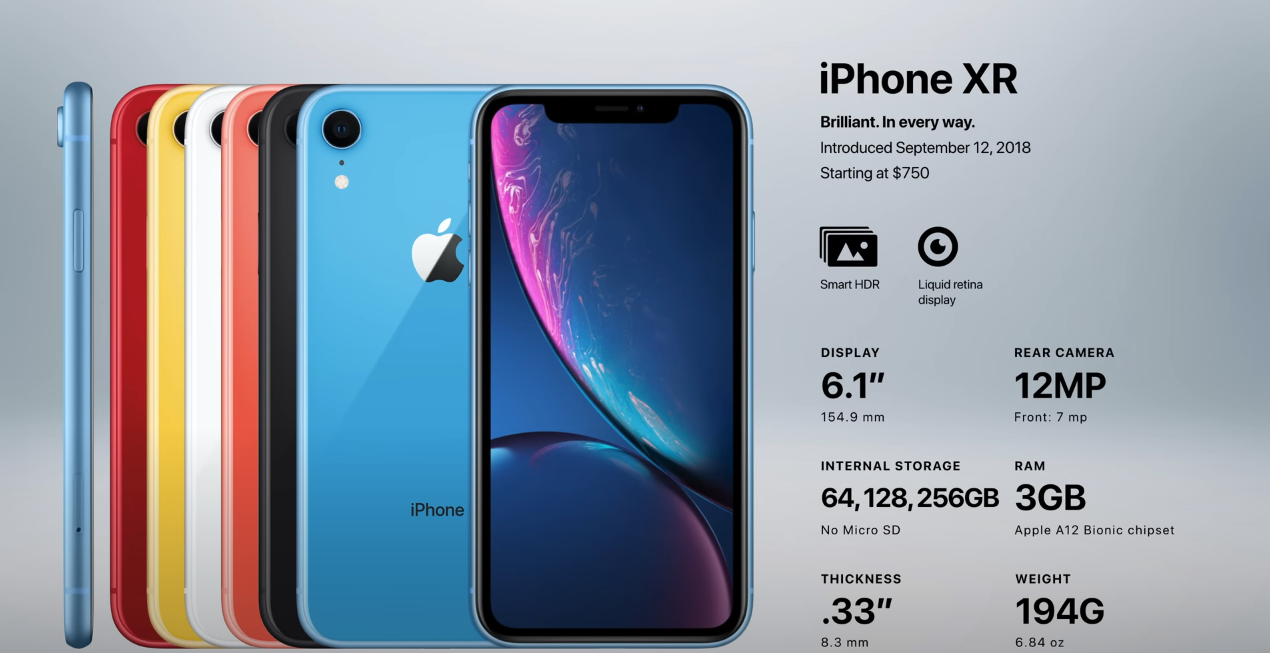 iPhone XR
Brilliant. In every way.
Introduced September 12, 2018
Starting at $750
Smart HDR
Liquid retina
display
DISPLAY
6.1″
154.9 mm
REAR CAMERA
12MP
Front: 7 mp
INTERNAL STORAGE
64,128,256GB
No Micro SD
RAM
3GB
Apple A12 Bionic chipset
THICKNESS
.33″
8.3 mm
WEIGHT
194G
6.84 oz
iPhone